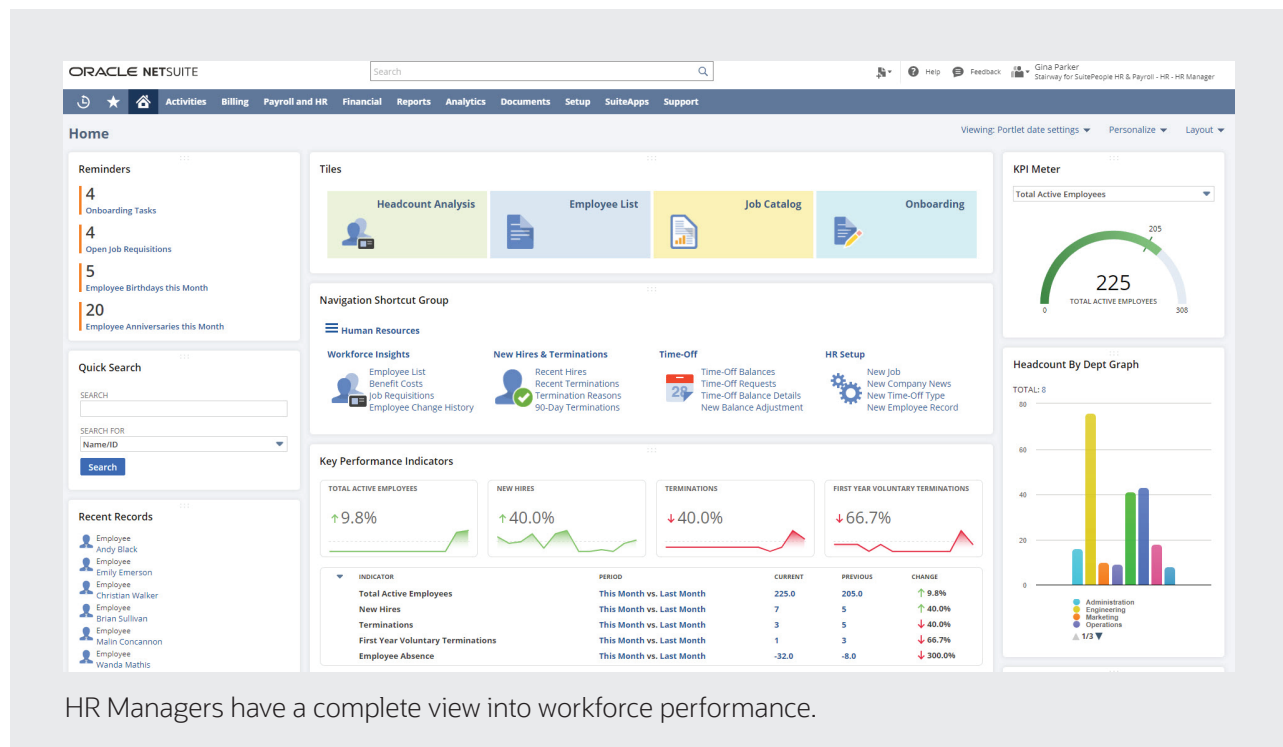 ORACLE NETSUITE
Search
Help
Feedback
Gina Parker
Stairway for SuitePeople HR & Payroll - HR - HR Manager
Activities Billing Payroll and HR Financial Reports Analytics Documents Setup SuiteApps Support
Home
Viewing: Portlet date settings Personalize Layout
Reminders
4
Onboarding Tasks
4
Open Job Requisitions
5
Employee Birthdays this Month
20
Employee Anniversaries this Month
Quick Search
SEARCH
SEARCH FOR
Name/ID
Search
Recent Records
Employee
Andy Black
Employee
Emily Emerson
Employee
Christian Walker
Employee
Brian Sullivan
Employee
Malin Concannon
Employee
Wanda Mathis
Tiles
Headcount Analysis
Employee List
Job Catalog
Onboarding
Navigation Shortcut Group
Human Resources
Workforce Insights
Employee List
Benefit Costs
Job Requisitions
Employee Change History
New Hires & Terminations
Recent Hires
Recent Terminations
Termination Reasons
90-Day Terminations
Time-Off
28
Time-Off Balances
Time-Off Requests
Time-Off Balance Details
New Balance Adjustment
HR Setup
New Job
New Company News
New Time-Off Type
New Employee Record
Key Performance Indicators
TOTAL ACTIVE EMPLOYEES
↑9.8%
NEW HIRES
↑40.0%
TERMINATIONS
↓40.0%
FIRST YEAR VOLUNTARY TERMINATIONS
↓66.7%
INDICATOR PERIOD CURRENT PREVIOUS CHANGE
Total Active Employees This Month vs. Last Month 225.0 205.0 ↑ 9.8%
New Hires This Month vs. Last Month 7 5 ↑ 40.0%
Terminations This Month vs. Last Month 3 5 ↓ 40.0%
First Year Voluntary Terminations This Month vs. Last Month 1 3 ↓ 66.7%
Employee Absence This Month vs. Last Month -32.0 -8.0 ↓ 300.0%
KPI Meter
Total Active Employees
205
225
TOTAL ACTIVE EMPLOYEES
0
308
Headcount By Dept Graph
TOTAL: 8
80
60
40
20
0
Administration
Engineering
Marketing
Operations
1/3
HR Managers have a complete view into workforce performance.